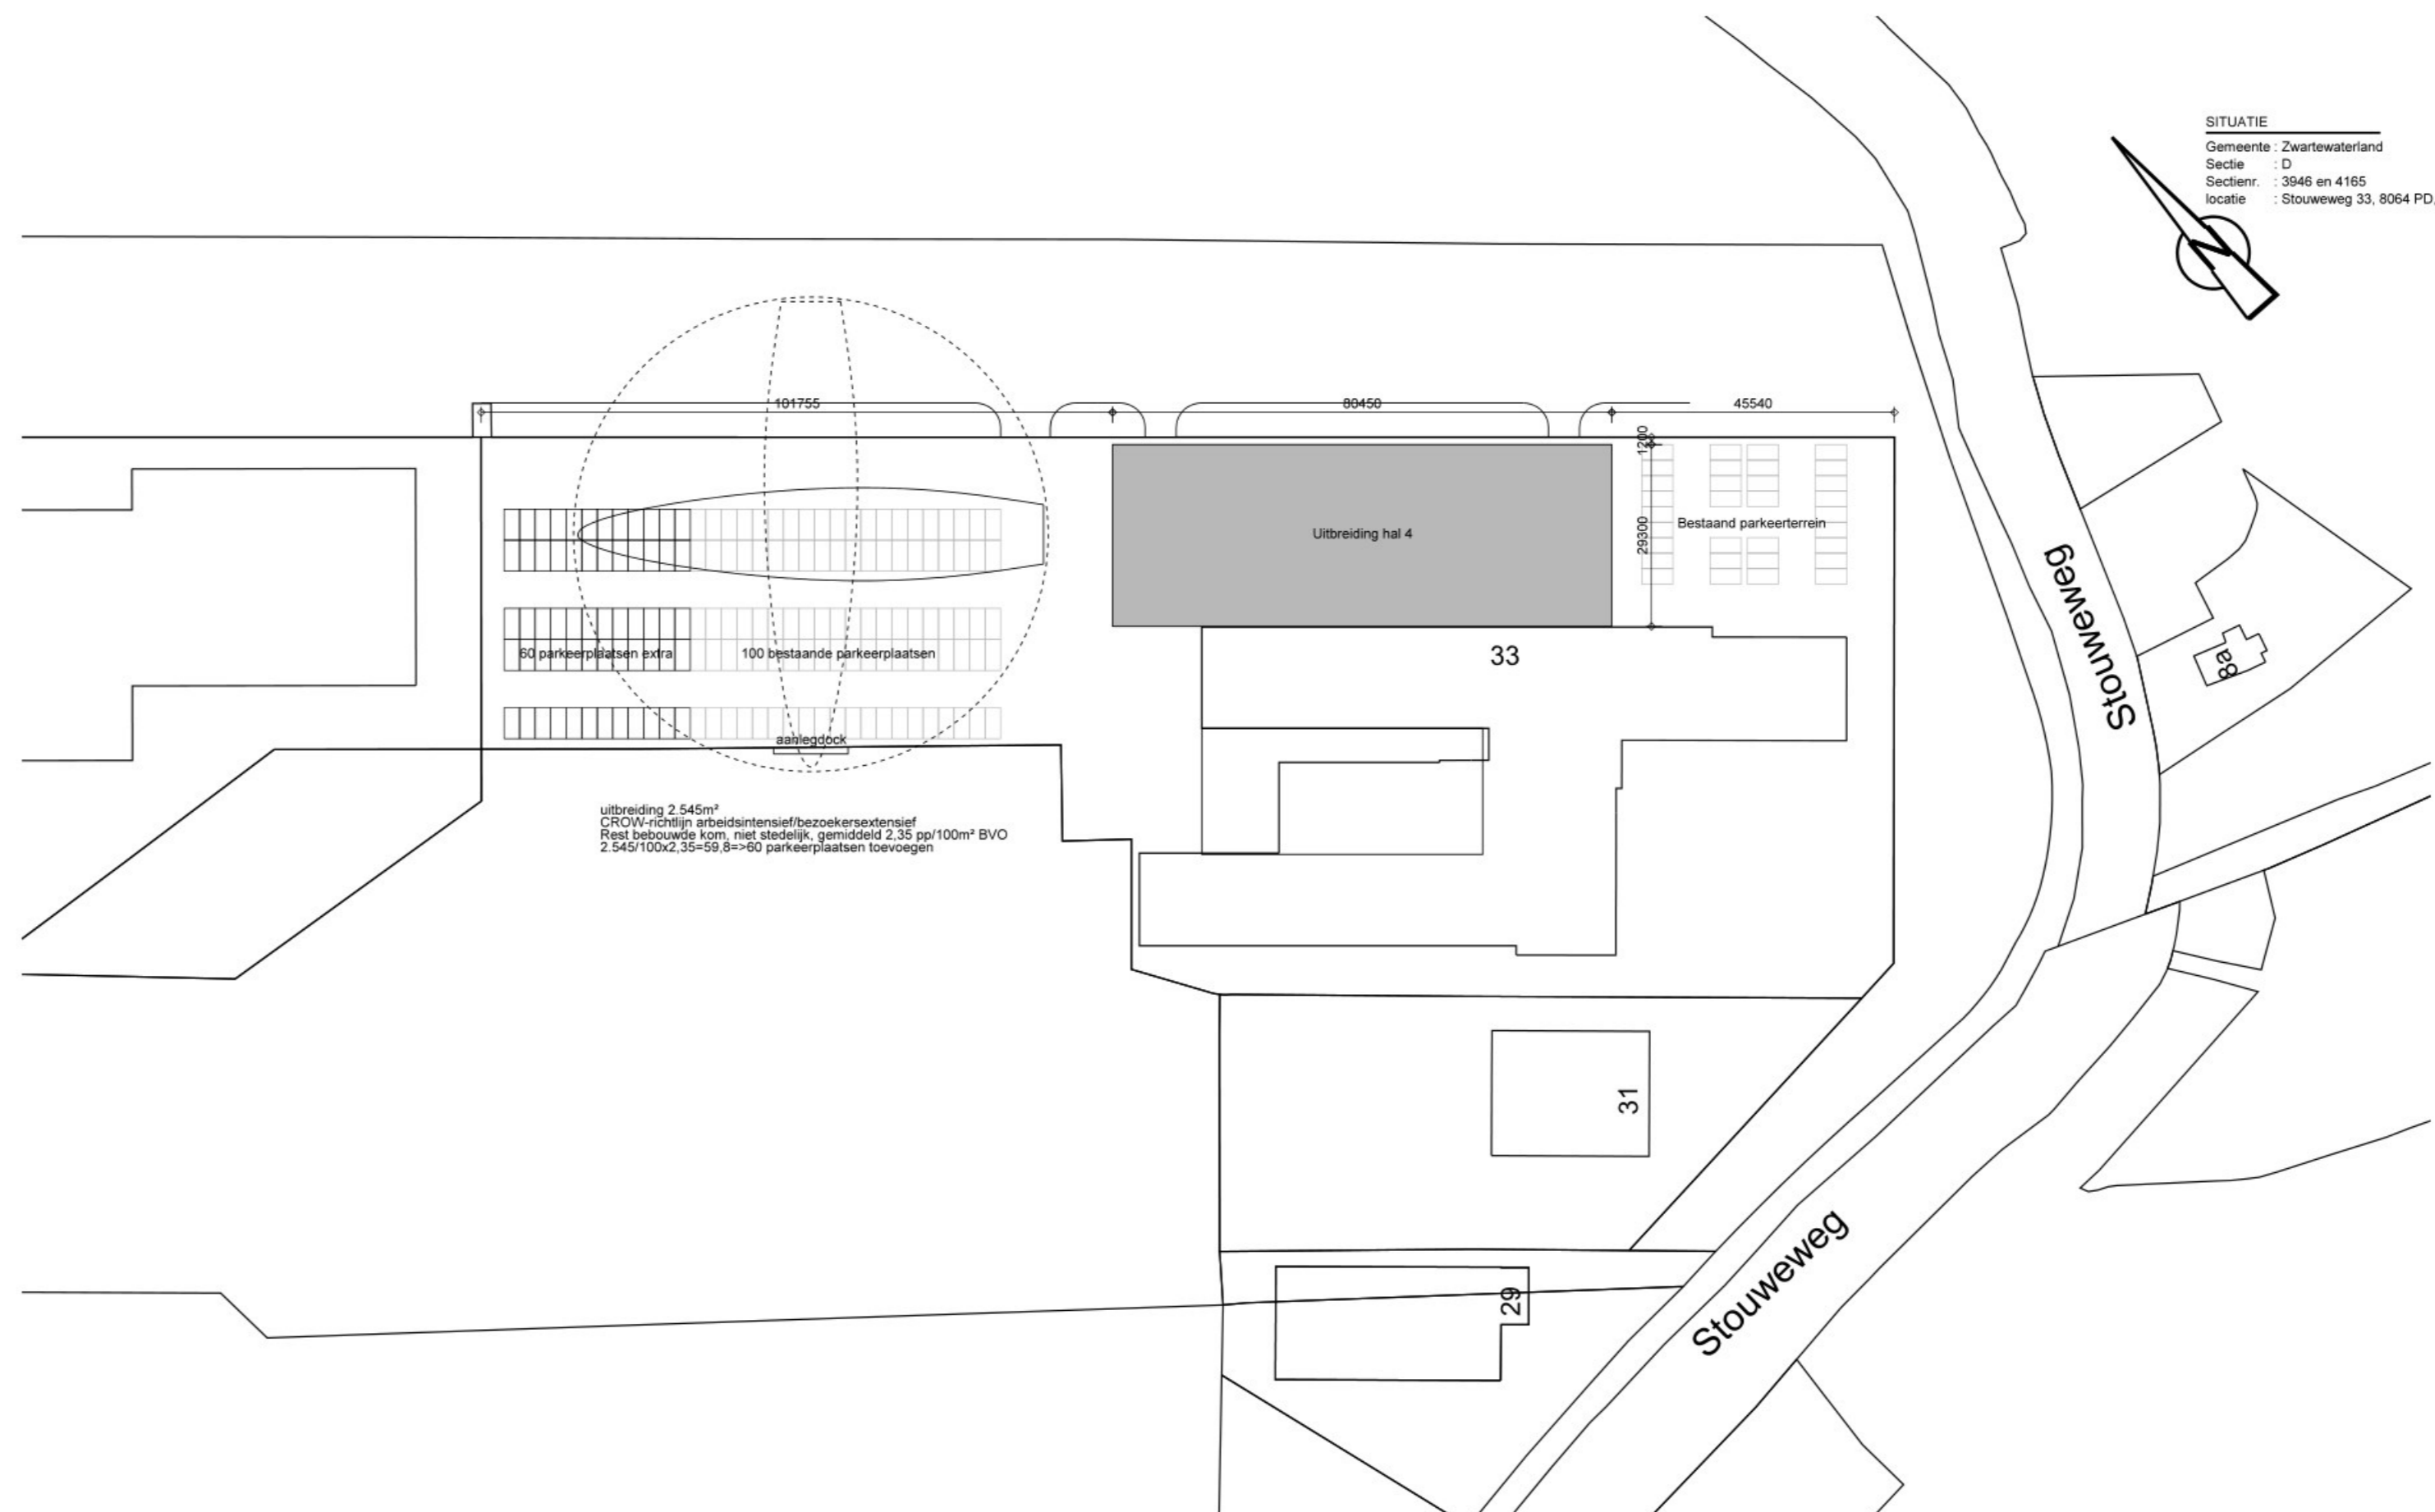 SITUATIE
Gemeente : Zwartewaterland
Sectie : D
Sectienr. : 3946 en 4165
locatie : Stouweweg 33, 8064 PD,
101755
80450
45540
1200
29300
Uitbreiding hal 4
Bestaand parkeerterrein
Stouweweg
8a
33
60 parkeerplaatsen extra
100 bestaande parkeerplaatsen
aanlegdock
uitbreiding 2.545m²
CROW-richtlijn arbeidsintensief/bezoekersextensief
Rest bebouwde kom, niet stedelijk, gemiddeld 2,35 pp/100m² BVO
2.545/100x2,35=59,8=>60 parkeerplaatsen toevoegen
31
29
Stouweweg
N